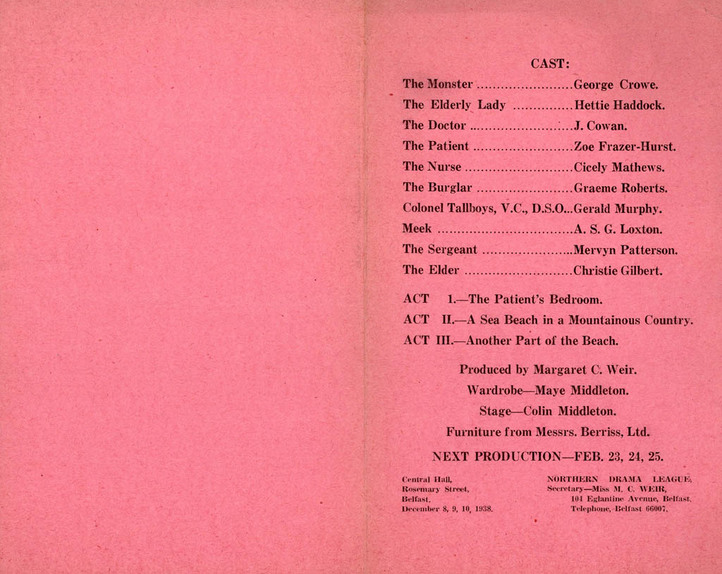 CAST:
The Monster ........................George Crowe.
The Elderly Lady ...............Hettie Haddock.
The Doctor ..........................J. Cowan.
The Patient .........................Zoe Frazer-Hurst.
The Nurse ...........................Cicely Mathews.
The Burglar ........................Graeme Roberts.
Colonel Tallboys, V.C., D.S.O...Gerald Murphy.
Meek ..................................A. S. G. Loxton.
The Sergeant .......................Mervyn Patterson.
The Elder ...........................Christie Gilbert.
ACT I.—The Patient's Bedroom.
ACT II.—A Sea Beach in a Mountainous Country.
ACT III.—Another Part of the Beach.
Produced by Margaret C. Weir.
Wardrobe—Maye Middleton.
Stage—Colin Middleton.
Furniture from Messrs. Berriss, Ltd.
NEXT PRODUCTION—FEB. 23, 24, 25.
Central Hall,
Rosemary Street,
Belfast,
December 8, 9, 10, 1938.
NORTHERN DRAMA LEAGUE,
Secretary—Miss M. C. WEIR,
104 Eglantine Avenue, Belfast.
Telephone, Belfast 66007.